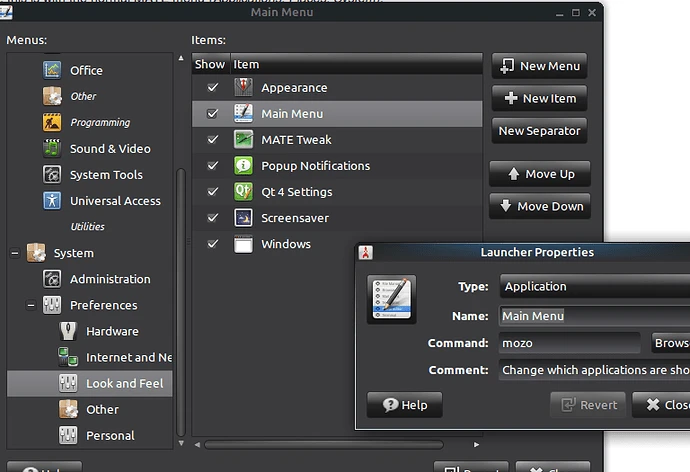 Main Menu
Menus:
Items:
Show Item
Office
Other
Programming
Sound & Video
System Tools
Universal Access
Utilities
System
Administration
Preferences
Hardware
Internet and Ne
Look and Feel
Other
Personal
Appearance
Main Menu
MATE Tweak
Popup Notifications
Qt 4 Settings
Screensaver
Windows
New Menu
New Item
New Separator
Move Up
Move Down
Launcher Properties
Type: Application
Name: Main Menu
Command: mozo Brows
Comment: Change which applications are sho
Help Revert Close
Help